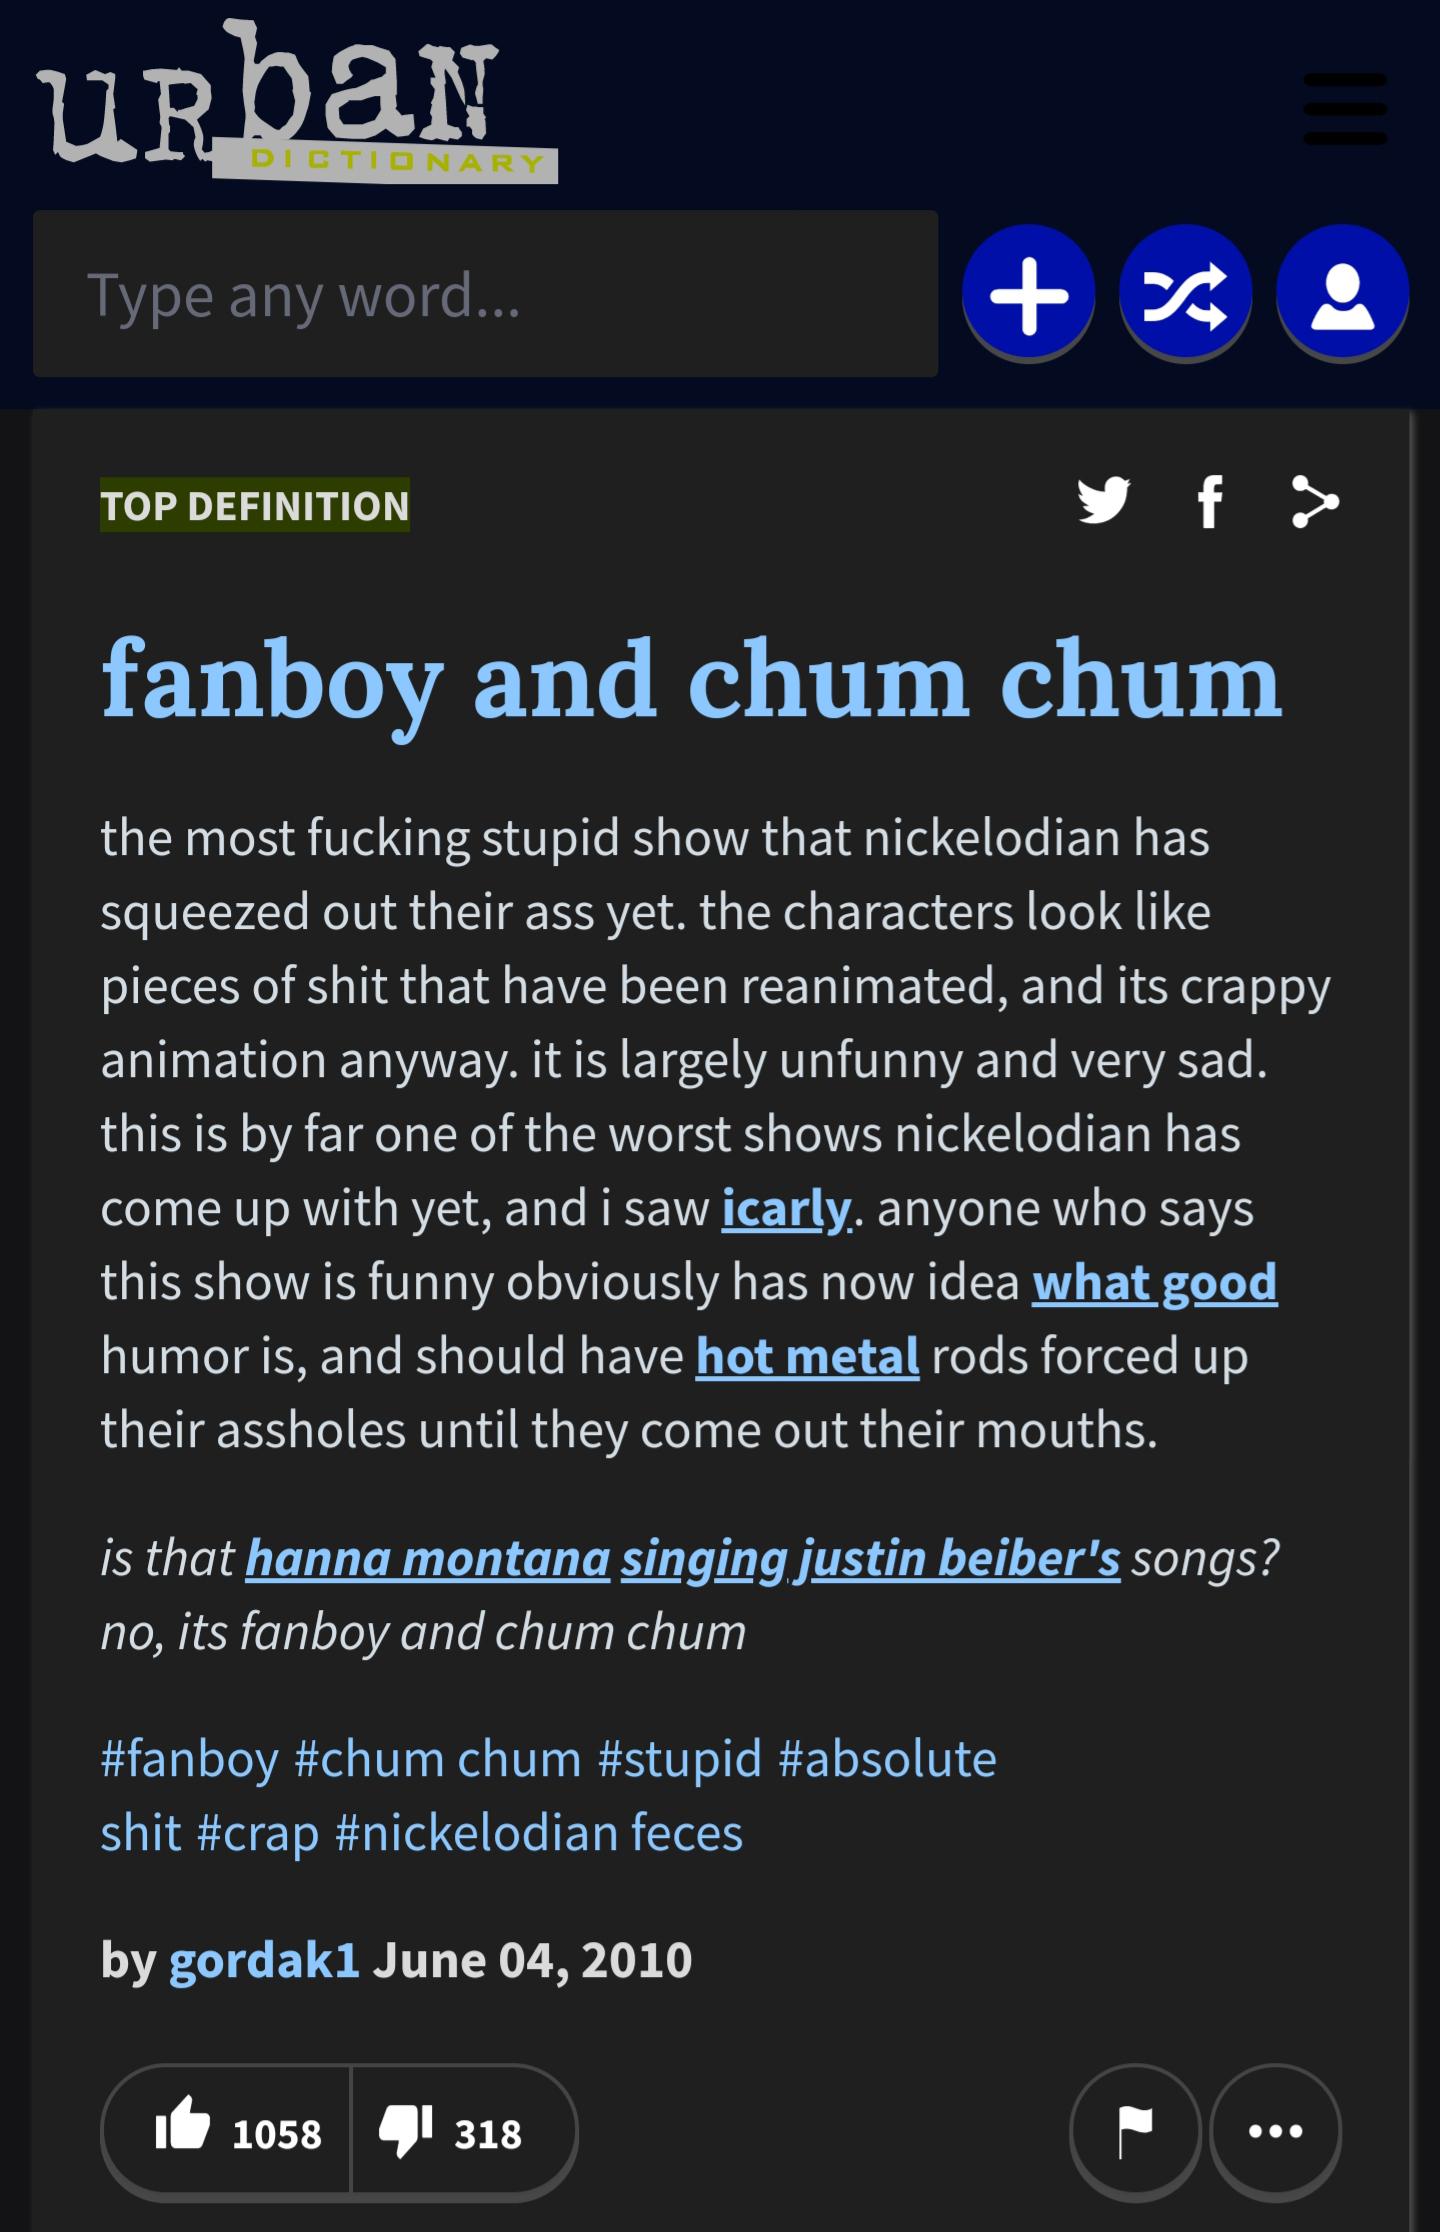 urban
DICTIONARY
Type any word...
TOP DEFINITION
fanboy and chum chum
the most fucking stupid show that nickelodian has
squeezed out their ass yet. the characters look like
pieces of shit that have been reanimated, and its crappy
animation anyway. it is largely unfunny and very sad.
this is by far one of the worst shows nickelodian has
come up with yet, and i saw icarly. anyone who says
this show is funny obviously has now idea what good
humor is, and should have hot metal rods forced up
their assholes until they come out their mouths.
is that hanna montana singing justin beiber's songs?
no, its fanboy and chum chum
#fanboy #chum chum #stupid #absolute
shit #crap #nickelodian feces
by gordak1 June 04, 2010
1058 318